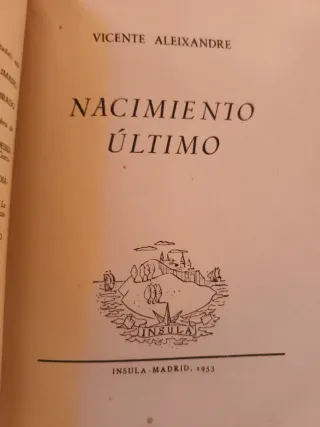 VICENTE ALEIXANDRE
NACIMIENTO
ÚLTIMO
INSULA
INSULA-MADRID, 1953